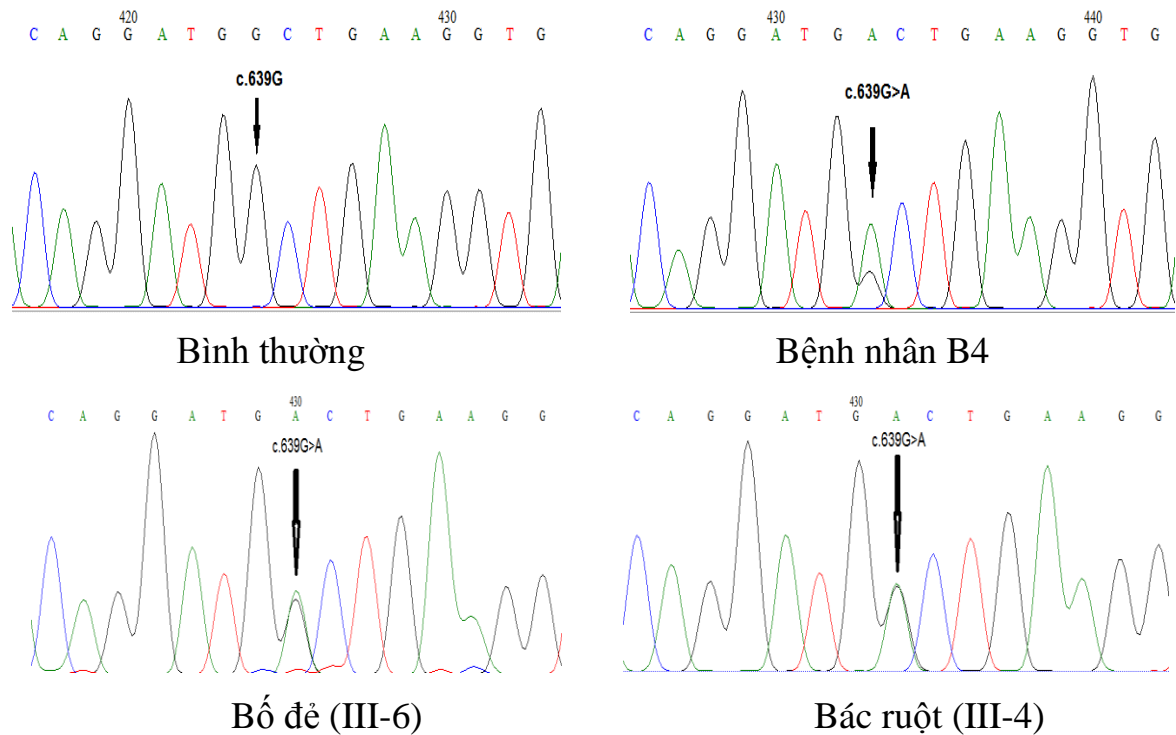 420 430
C A G G A T G G C T G A A G G T G
c.639G
Bình thường
430 440
C A G G A T G A C T G A A G G T G
c.639G>A
Bệnh nhân B4
430
C A G G A T G A C T G A A G G
c.639G>A
Bố đẻ (III-6)
430
C A G G A T G A C T G A A G G
c.639G>A
Bác ruột (III-4)